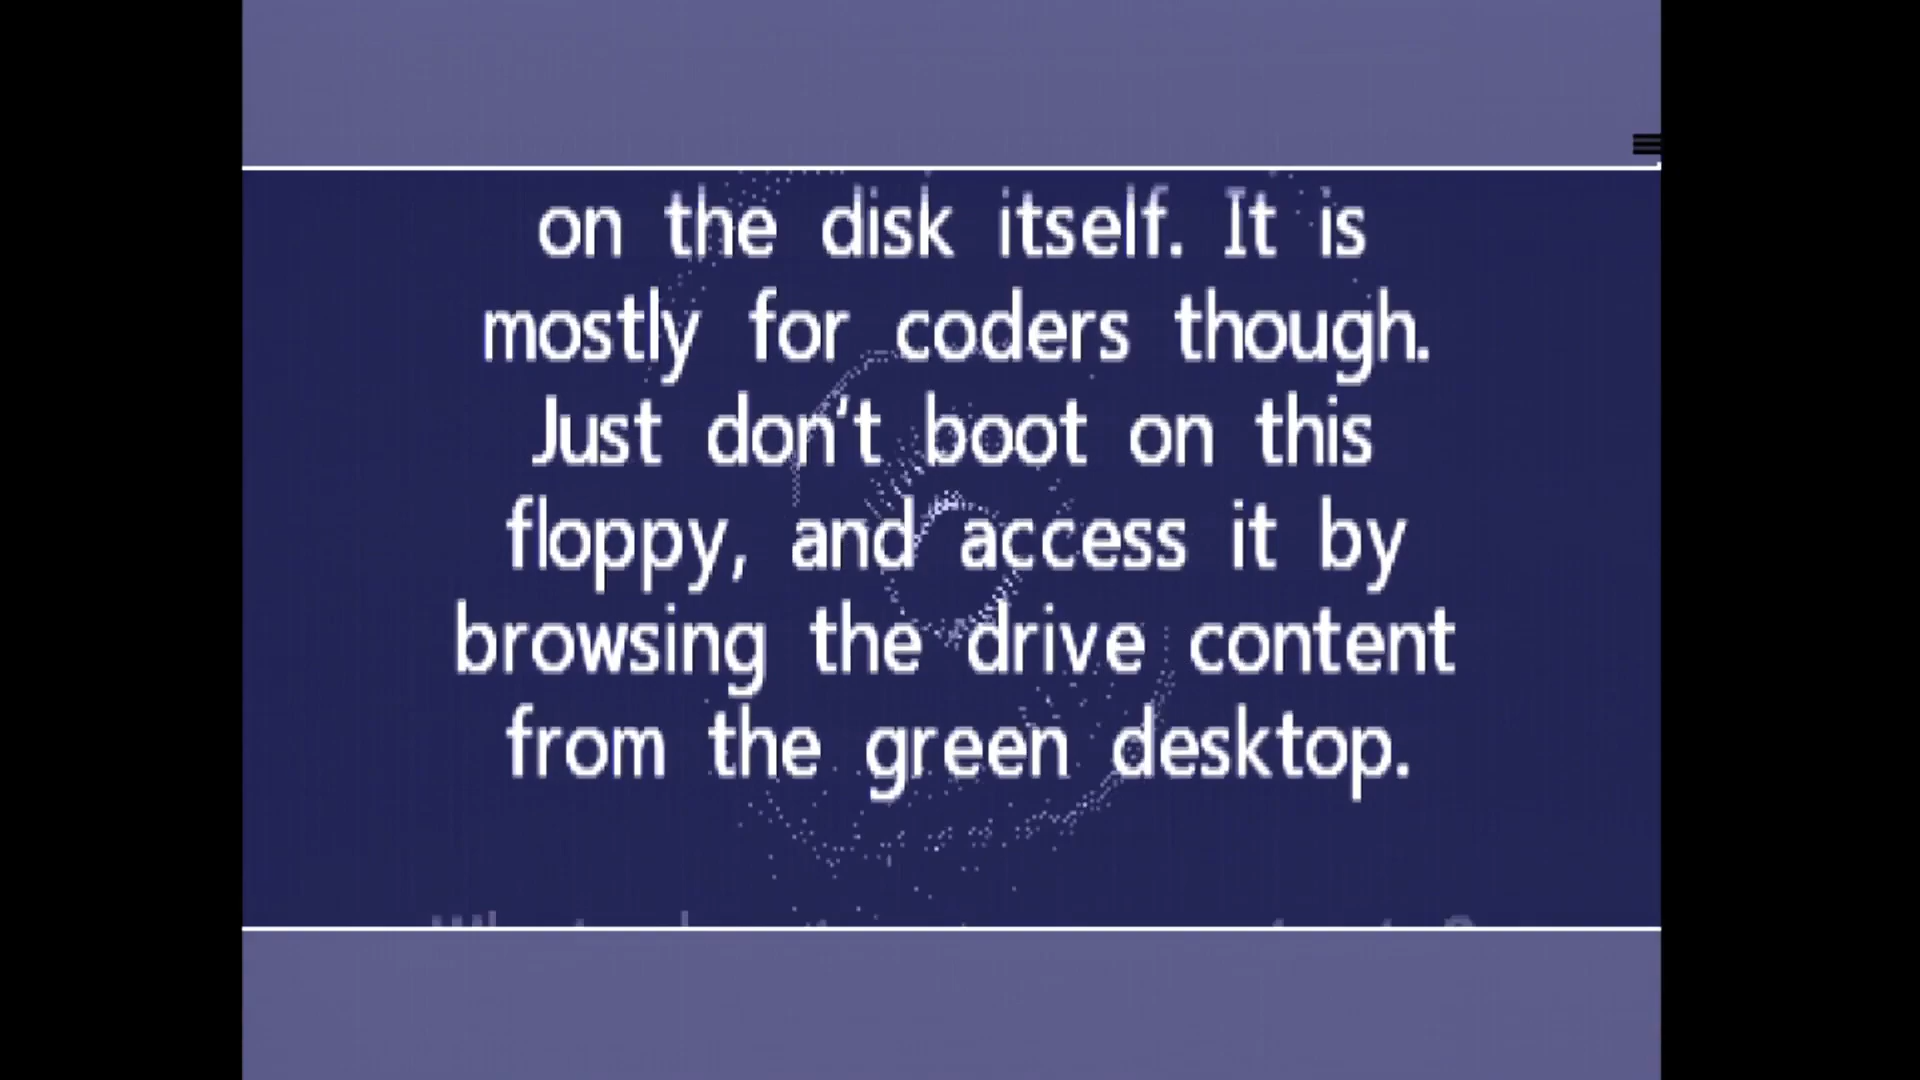 on the disk itself. It is
mostly for coders though.
Just don't boot on this
floppy, and access it by
browsing the drive content
from the green desktop.